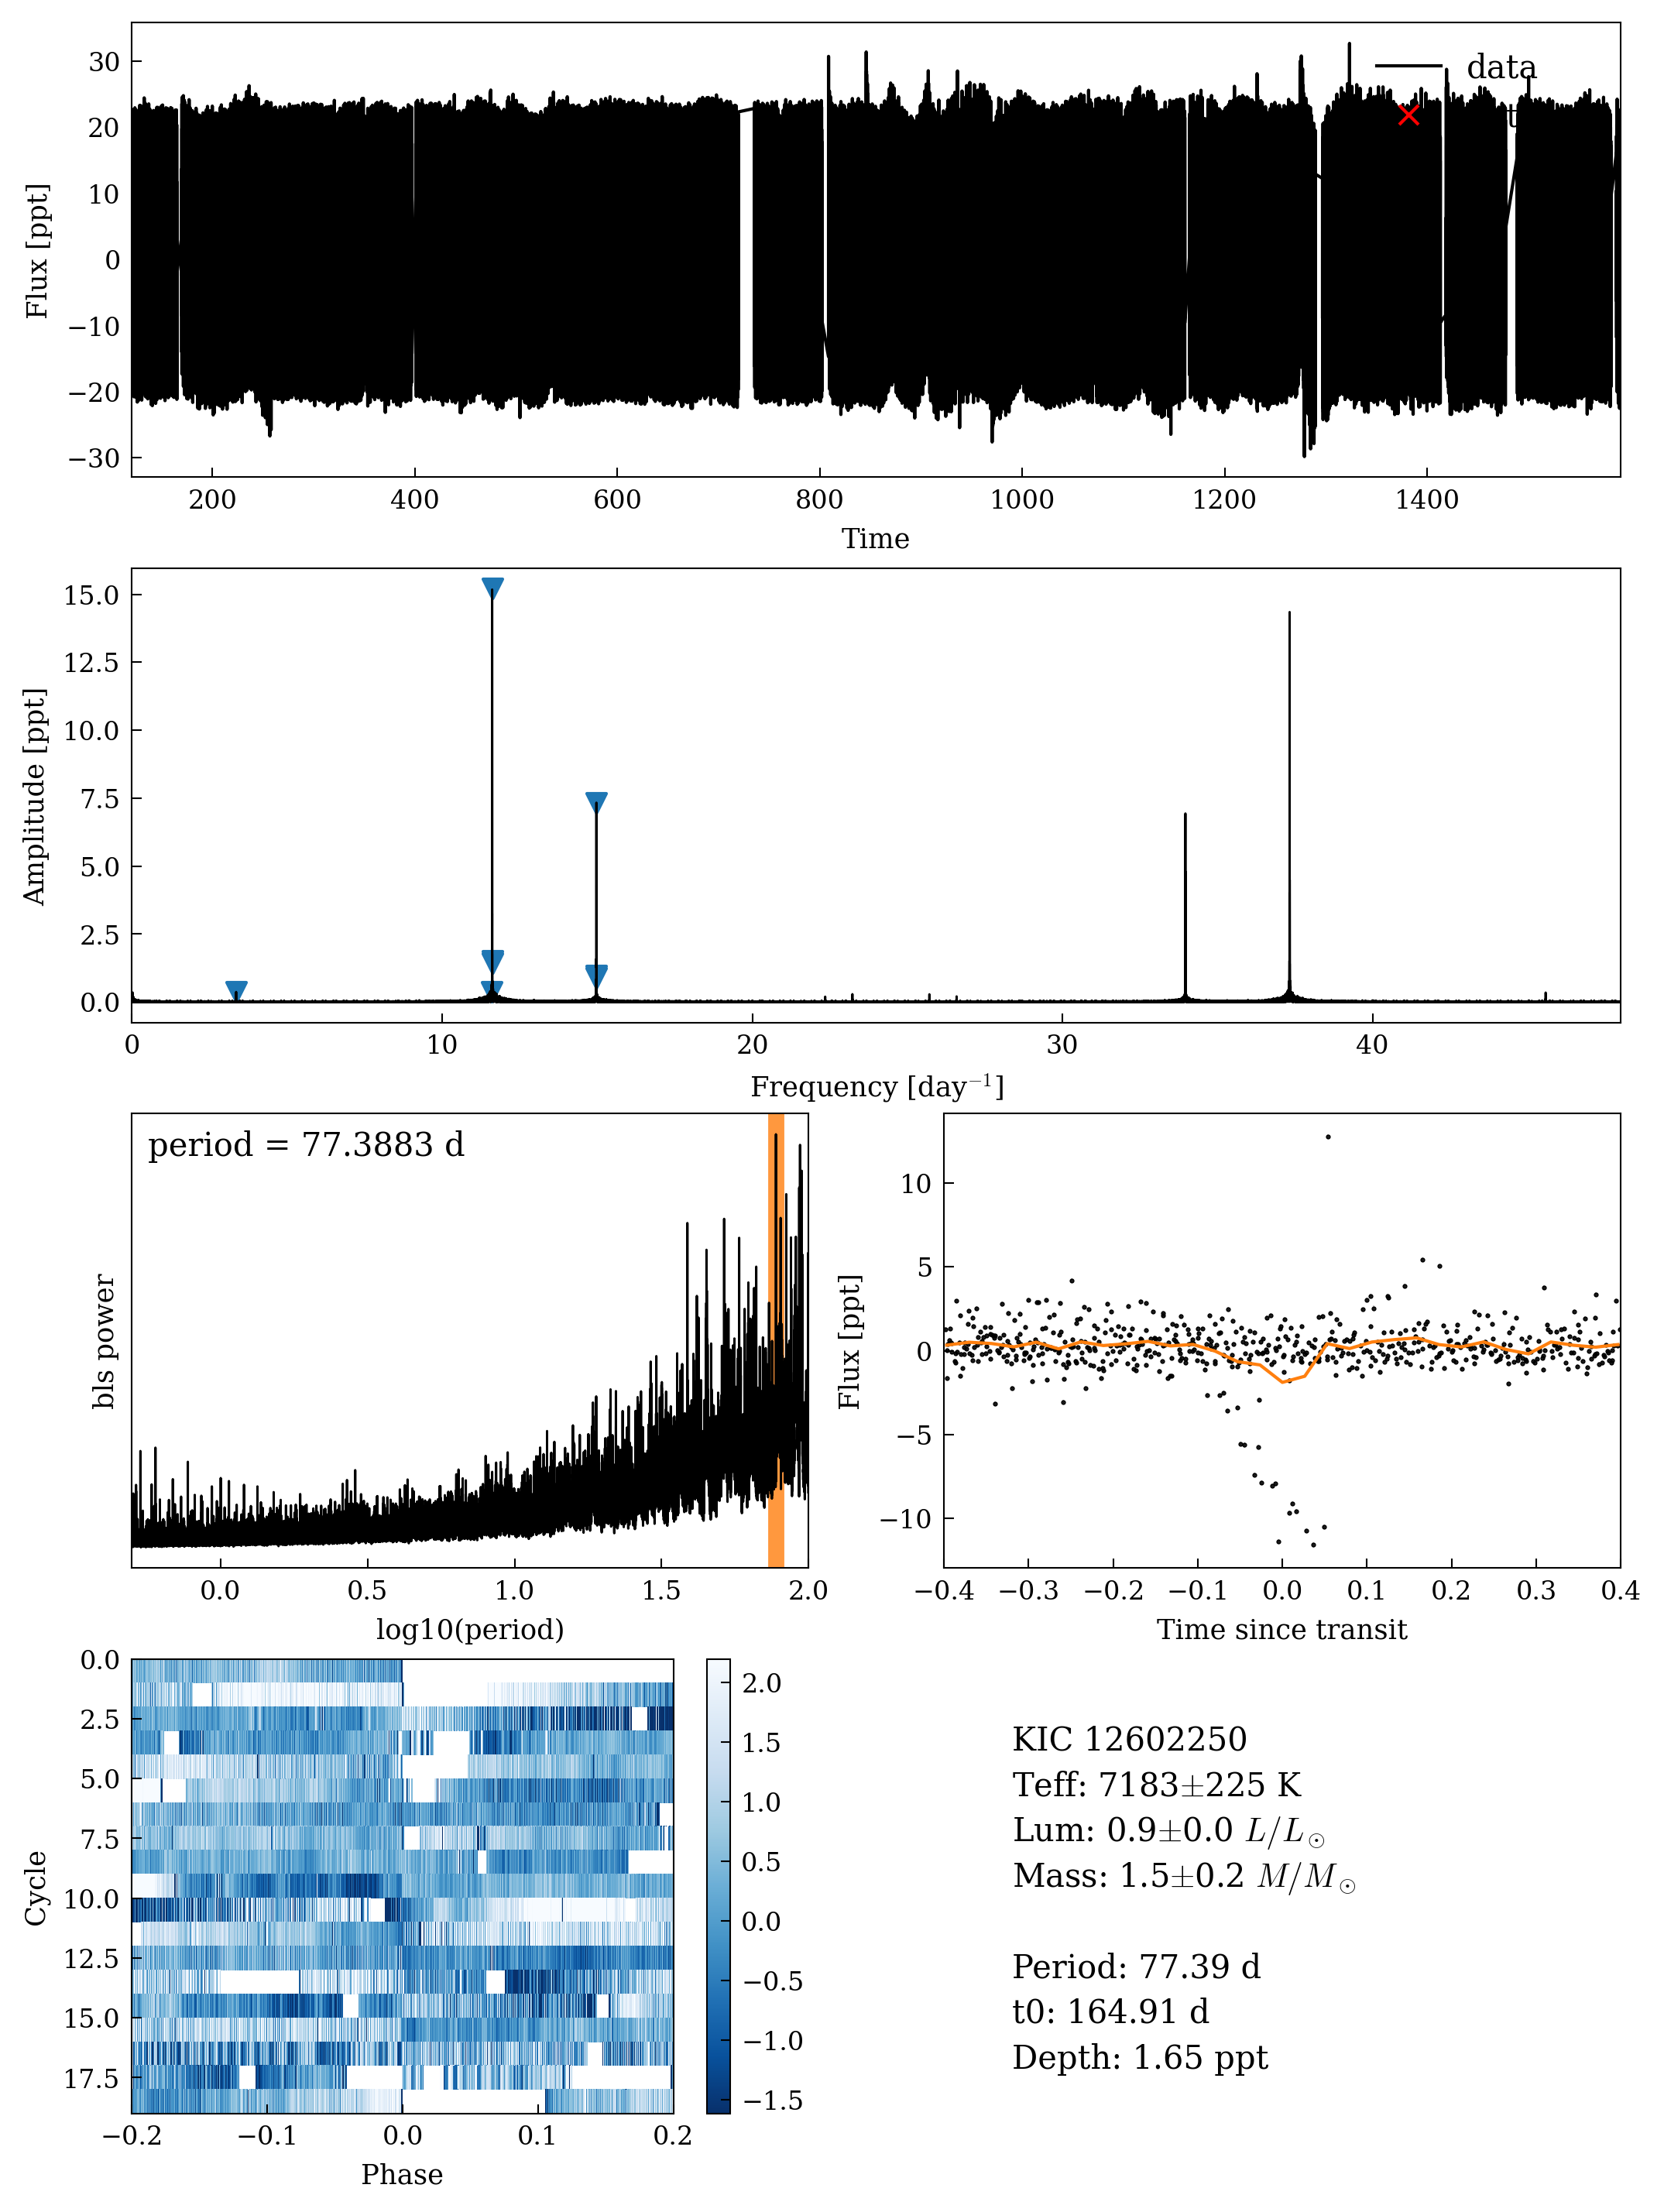 30
20
10
0
−10
−20
−30
Flux [ppt]
data
200 400 600 800 1000 1200 1400
Time
15.0
12.5
10.0
7.5
5.0
2.5
0.0
Amplitude [ppt]
0 10 20 30 40
Frequency [day−1]
period = 77.3883 d
bls power
0.0 0.5 1.0 1.5 2.0
log10(period)
10
5
0
−5
−10
Flux [ppt]
−0.4 −0.3 −0.2 −0.1 0.0 0.1 0.2 0.3 0.4
Time since transit
0.0
2.5
5.0
7.5
10.0
12.5
15.0
17.5
Cycle
−0.2 −0.1 0.0 0.1 0.2
Phase
2.0
1.5
1.0
0.5
0.0
−0.5
−1.0
−1.5
KIC 12602250
Teff: 7183±225 K
Lum: 0.9±0.0 L/L⊙
Mass: 1.5±0.2 M/M⊙
Period: 77.39 d
t0: 164.91 d
Depth: 1.65 ppt